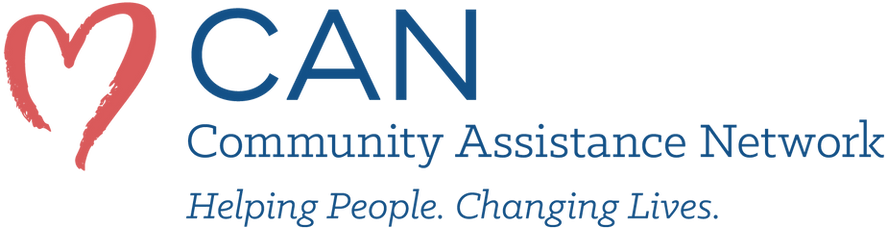 CAN
Community Assistance Network
Helping People. Changing Lives.